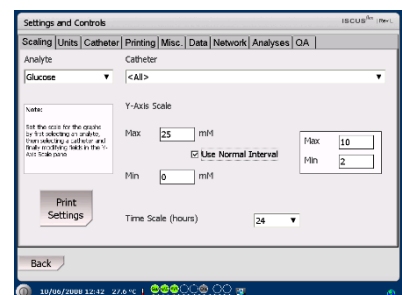 Settings and Controls
ISCUS
Scaling Units Catheter Printing Misc. Data Network Analyses OA
Analyte
Catheter
Glucose
<All>
Note:
Set the scale for the graphs
by first selecting an analyte,
then selecting a catheter and
finally modifying fields in the Y-
Axis Scale pane
Y-Axis Scale
Max 25 mM
Use Normal Interval
Max 10
Min 2
Min 0 mM
Print
Settings
Time Scale (hours) 24
Back
10/06/2008 12:42 27.6 °C